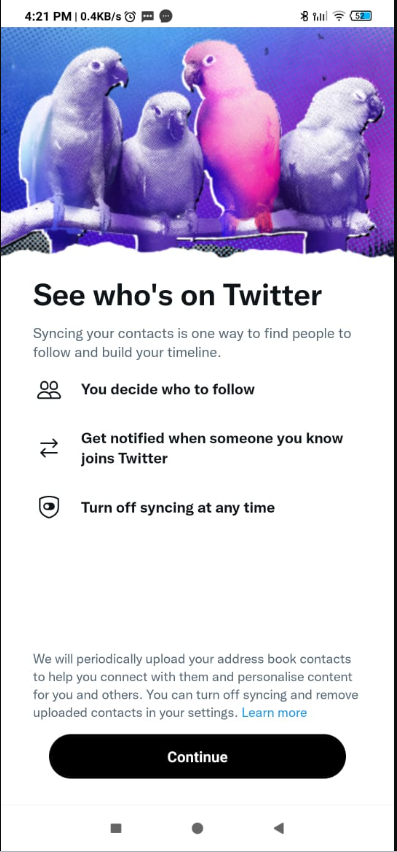 4:21 PM | 0.4KB/s 52
See who's on Twitter
Syncing your contacts is one way to find people to
follow and build your timeline.
You decide who to follow
Get notified when someone you know
joins Twitter
Turn off syncing at any time
We will periodically upload your address book contacts
to help you connect with them and personalise content
for you and others. You can turn off syncing and remove
uploaded contacts in your settings. Learn more
Continue